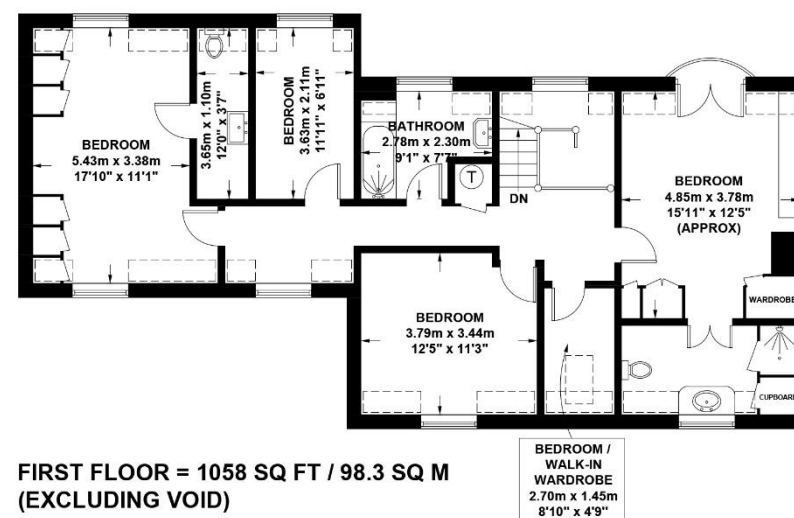 BEDROOM
5.43m x 3.38m
17'10" x 11'1"
3.65m x 1.10m
12'0" x 3'7"
BEDROOM
3.63m x 2.11m
11'11" x 6'11"
BATHROOM
2.78m x 2.30m
9'1" x 7'7"
T
DN
BEDROOM
4.85m x 3.78m
15'11" x 12'5"
(APPROX)
WARDROBE
BEDROOM
3.79m x 3.44m
12'5" x 11'3"
CUPBOARD
BEDROOM /
WALK-IN
WARDROBE
2.70m x 1.45m
8'10" x 4'9"
FIRST FLOOR = 1058 SQ FT / 98.3 SQ M
(EXCLUDING VOID)